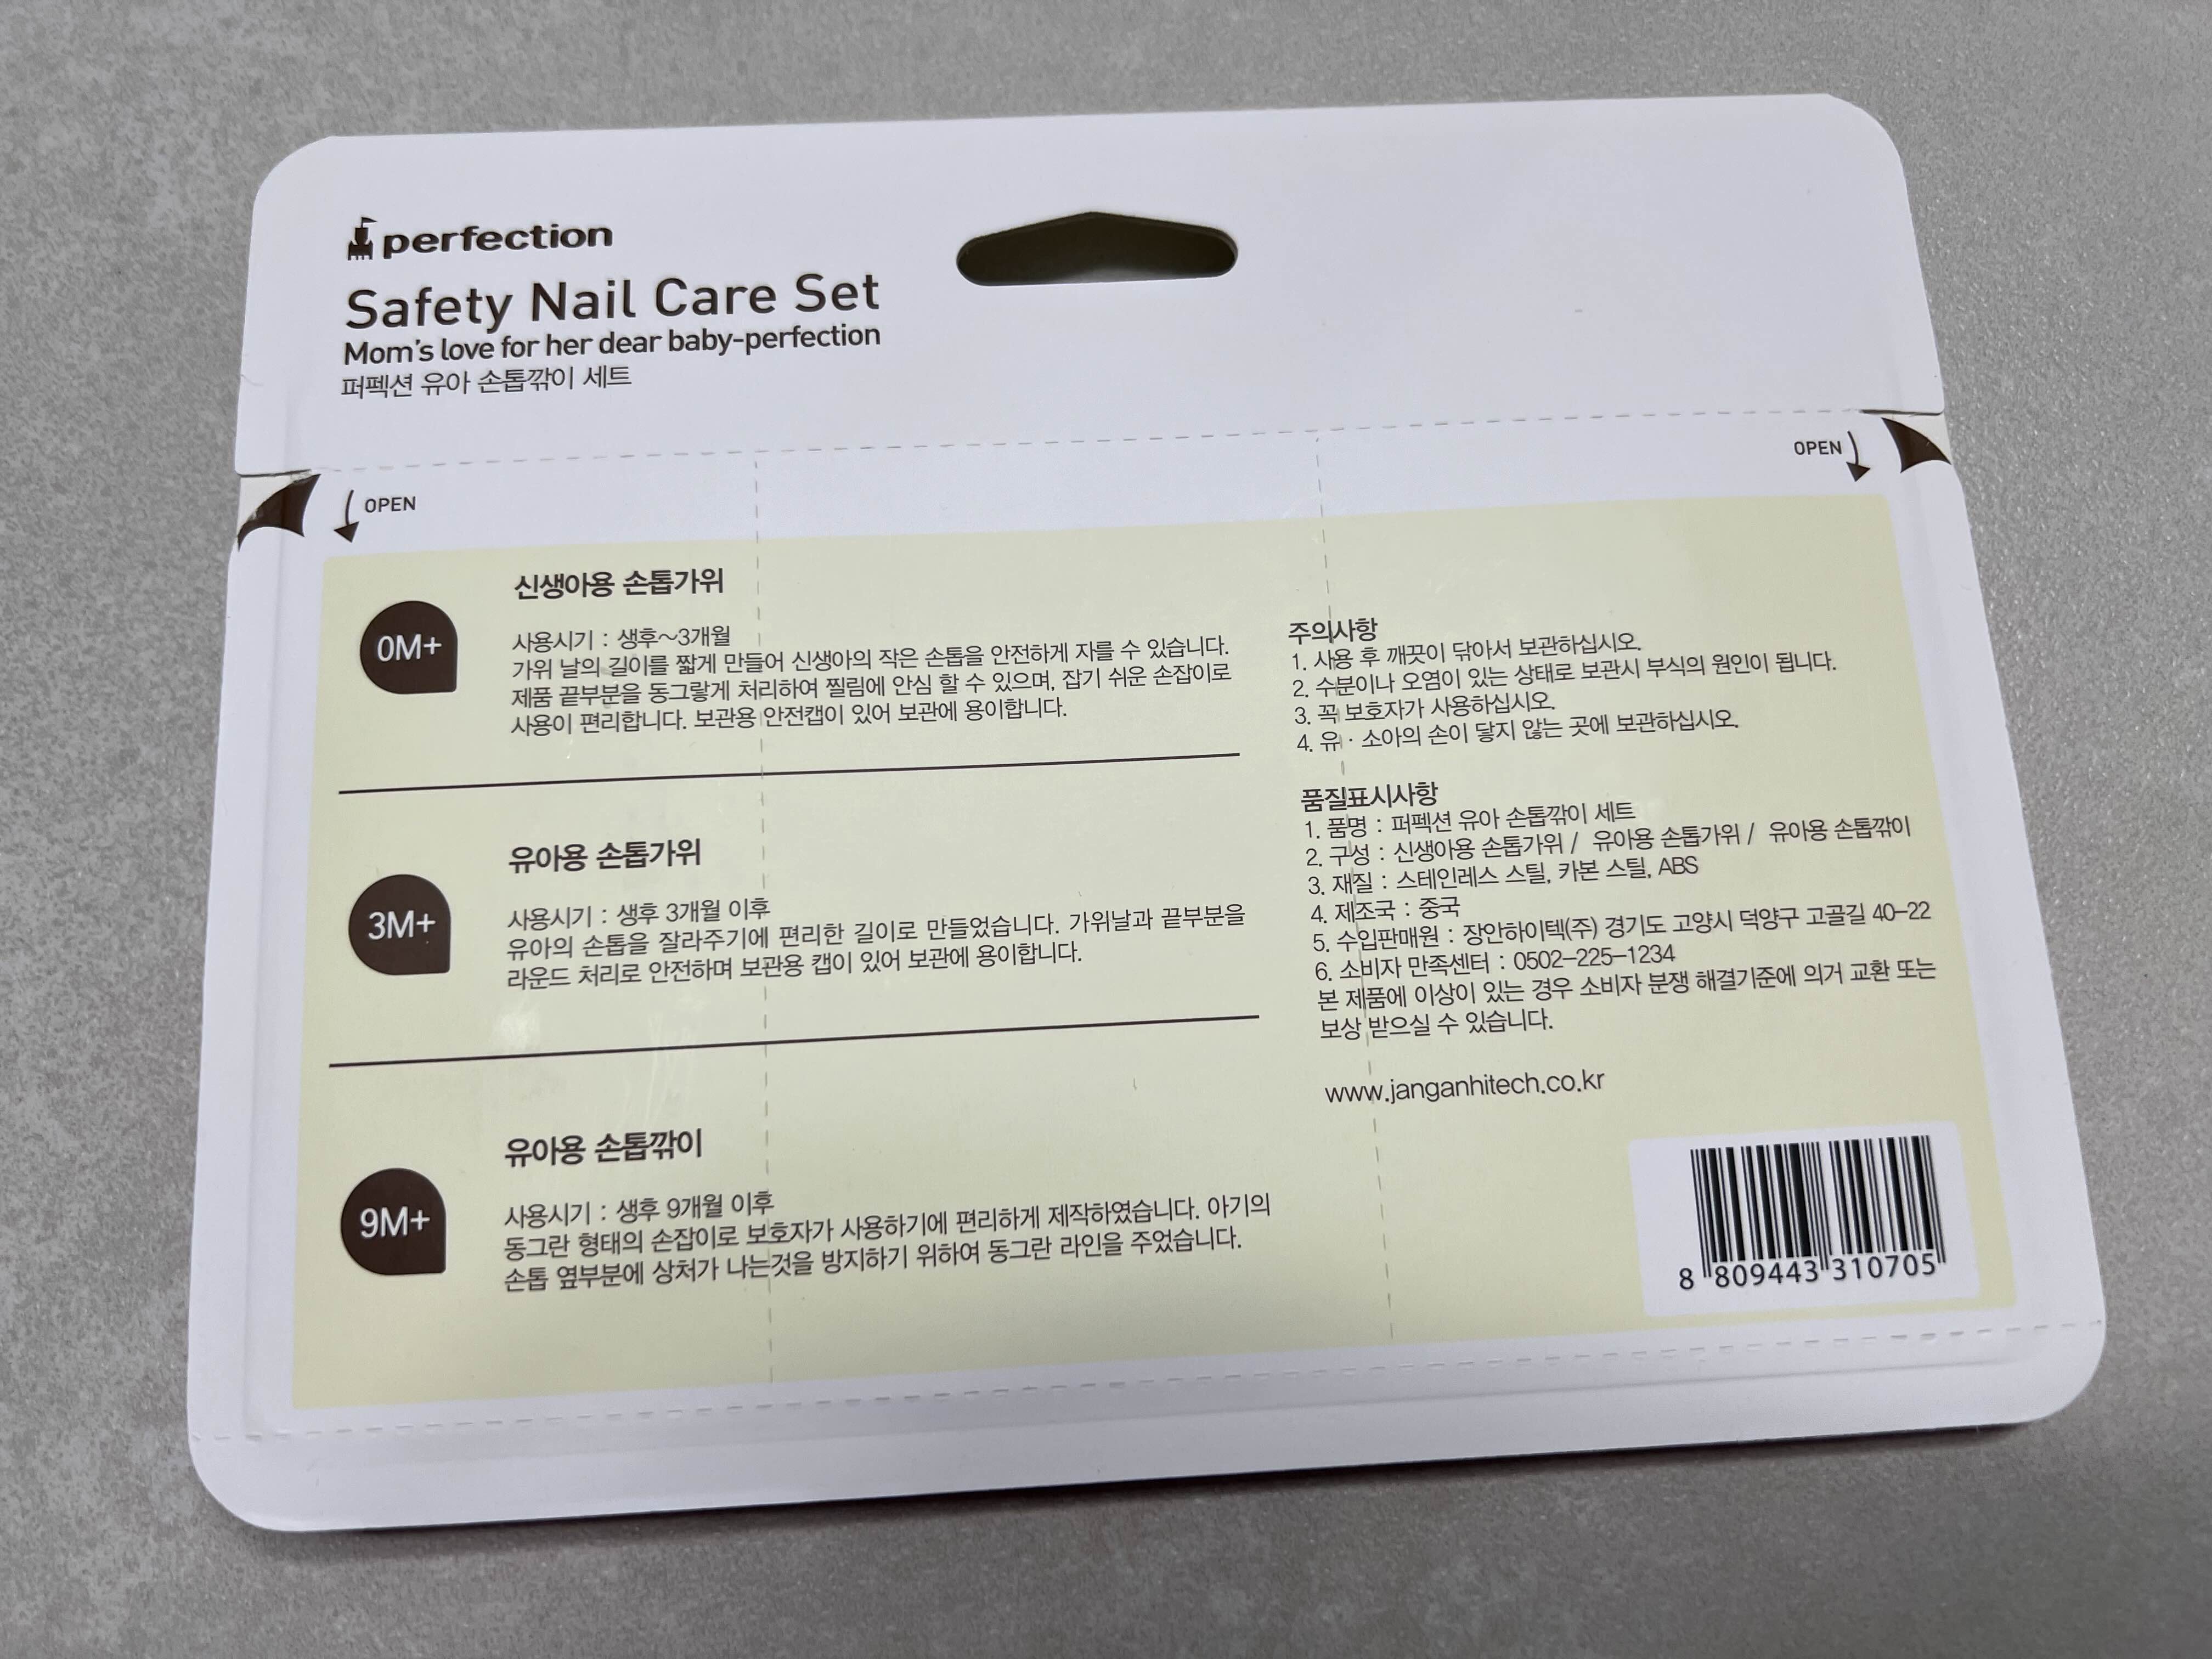 perfection
Safety Nail Care Set
Mom's love for her dear baby-perfection
퍼펙션 유아 손톱깎이 세트
OPEN
OPEN
0M+
신생아용 손톱가위
사용시기 : 생후~3개월
가위 날의 길이를 짧게 만들어 신생아의 작은 손톱을 안전하게 자를 수 있습니다.
제품 끝부분을 동그랗게 처리하여 찔림에 안심 할 수 있으며, 잡기 쉬운 손잡이로
사용이 편리합니다. 보관용 안전캡이 있어 보관에 용이합니다.
3M+
유아용 손톱가위
사용시기 : 생후 3개월 이후
유아의 손톱을 잘라주기에 편리한 길이로 만들었습니다. 가위날과 끝부분을
라운드 처리로 안전하며 보관용 캡이 있어 보관에 용이합니다.
9M+
유아용 손톱깎이
사용시기 : 생후 9개월 이후
동그란 형태의 손잡이로 보호자가 사용하기에 편리하게 제작하였습니다. 아기의
손톱 옆부분에 상처가 나는것을 방지하기 위하여 동그란 라인을 주었습니다.
주의사항
1. 사용 후 깨끗이 닦아서 보관하십시오.
2. 수분이나 오염이 있는 상태로 보관시 부식의 원인이 됩니다.
3. 꼭 보호자가 사용하십시오.
4. 유 · 소아의 손이 닿지 않는 곳에 보관하십시오.
품질표시사항
1. 품명 : 퍼펙션 유아 손톱깎이 세트
2. 구성 : 신생아용 손톱가위 / 유아용 손톱가위 / 유아용 손톱깎이
3. 재질 : 스테인레스 스틸, 카본 스틸, ABS
4. 제조국 : 중국
5. 수입판매원 : 장안하이텍(주) 경기도 고양시 덕양구 고골길 40-22
6. 소비자 만족센터 : 0502-225-1234
본 제품에 이상이 있는 경우 소비자 분쟁 해결기준에 의거 교환 또는
보상 받으실 수 있습니다.
www.janganhitech.co.kr
8 809443 310705